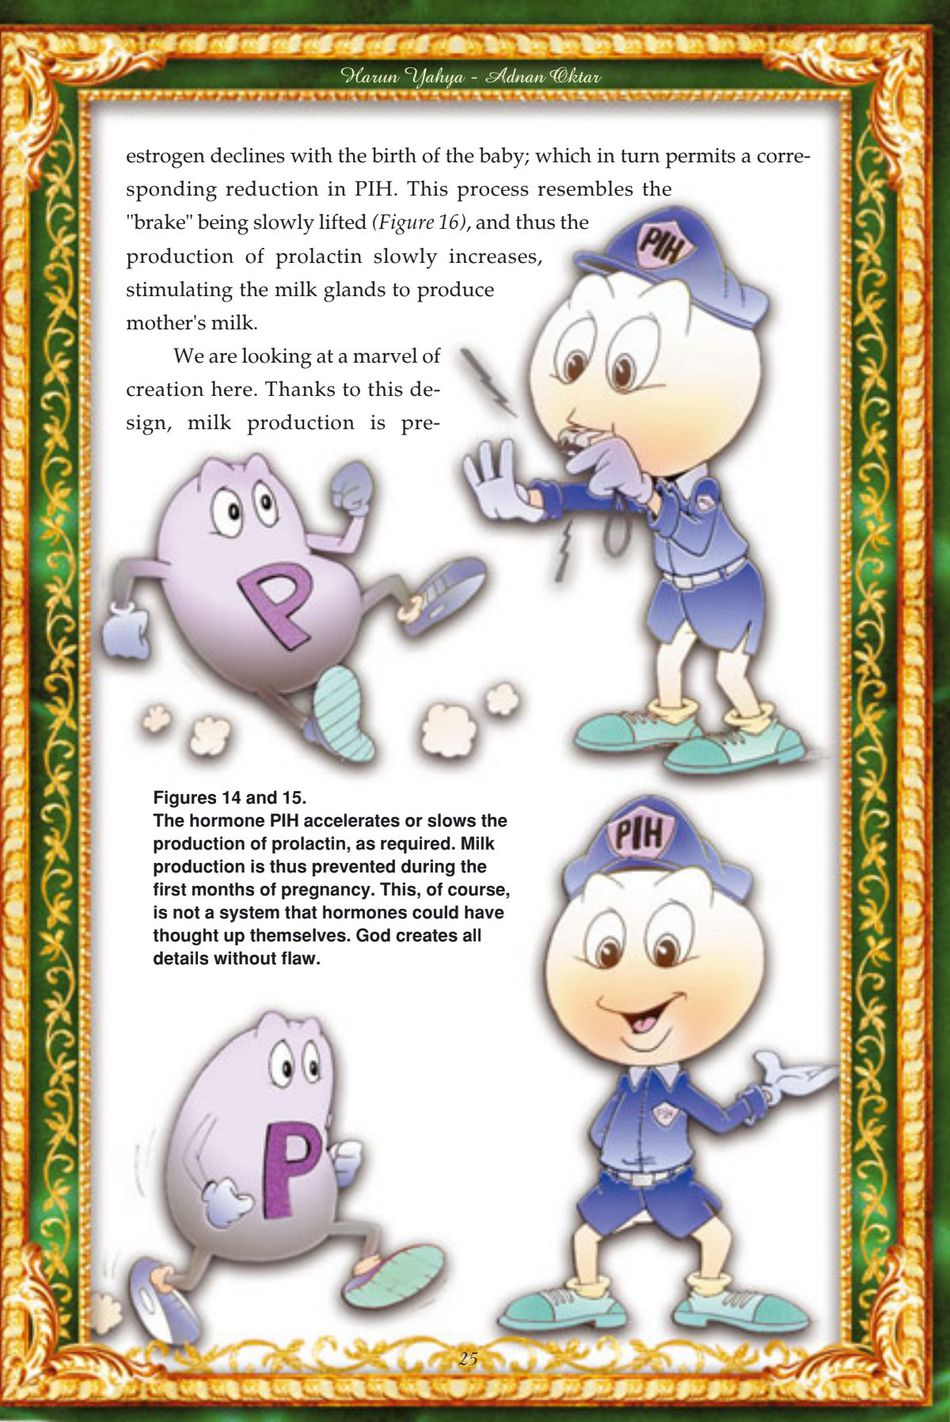 Harun Yahya - Adnan Oktar
estrogen declines with the birth of the baby; which in turn permits a corre-
sponding reduction in PIH. This process resembles the
"brake" being slowly lifted (Figure 16), and thus the
production of prolactin slowly increases,
stimulating the milk glands to produce
mother's milk.
We are looking at a marvel of
creation here. Thanks to this de-
sign, milk production is pre-
PIH
P
Figures 14 and 15.
The hormone PIH accelerates or slows the
production of prolactin, as required. Milk
production is thus prevented during the
first months of pregnancy. This, of course,
is not a system that hormones could have
thought up themselves. God creates all
details without flaw.
PIH
P
PIH
25